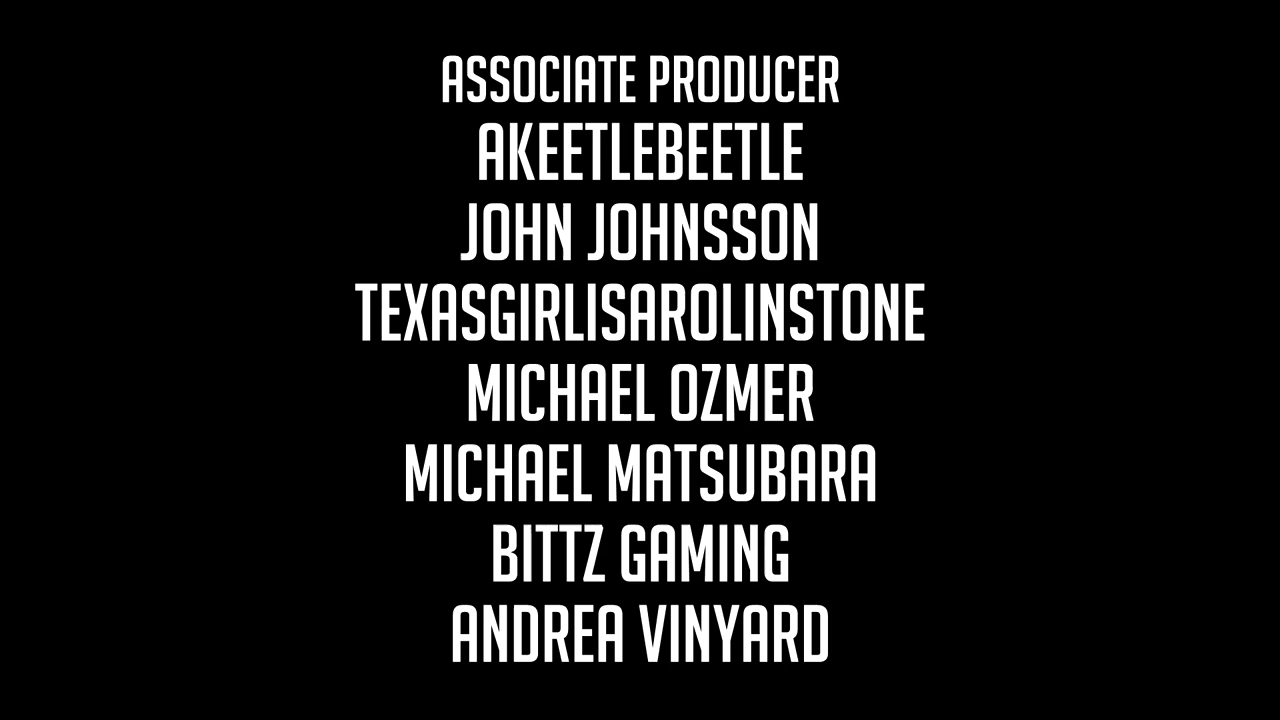 ASSOCIATE PRODUCER
AKEETLEBEETLE
JOHN JOHNSSON
TEXASGIRLISAROLINSTONE
MICHAEL OZMER
MICHAEL MATSUBARA
BITTZ GAMING
ANDREA VINYARD